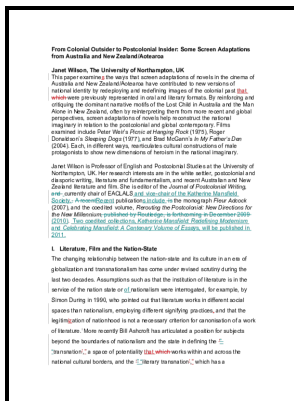 From Colonial Outsider to Postcolonial Insider: Some Screen Adaptations
from Australia and New Zealand/Aotearoa
Janet Wilson, The University of Northampton, UK
This paper examines the ways that screen adaptations of novels in the cinema of
Australia and New Zealand/Aotearoa have contributed to new versions of
national identity by redeploying and redefining images of the colonial past that,
which were previously represented in oral and literary formats. By reinterring and
critiquing the dominant narrative motifs of the Lost Child in Australia and the Man
Alone in New Zealand, often by reinterpreting them from more recent and global
perspectives, screen adaptations of novels help reconstruct the national
imaginary in relation to the postcolonial and global contemporary. Films
examined include Peter Weir's Picnic at Hanging Rock (1975), Roger
Donaldson's Sleeping Dogs (1977), and Brad McGann's In My Father's Den
(2004). Each, in different ways, rearticulates cultural constructions of male
protagonists to show new dimensions of heroism in the national imaginary.
Janet Wilson is Professor of English and Postcolonial Studies at the University of
Northampton, UK. Her research interests are in the white settler, postcolonial and
diasporic writing, literature and fundamentalism, and recent Australian and New
Zealand literature and film. She is editor of the Journal of Postcolonial Writing,
and currently chair of EACLALS and vice-chair of the Katherine Mansfield
Society. A recent Recent publications include is the monograph Fleur Adcock
(2007), and the coedited volume, Rerouting the Postcolonial: New Directions for
the New Millennium, published by Routledge, is forthcoming in December 2009
(2010). Two coedited collections, Katherine Mansfield Redefining Modernism
and Celebrating Mansfield A Centenary Volume of Essays, will be published in
2011.
I. Literature, Film and the Nation-State
The changing relationship between the nation-state and its culture in an era of
globalization and transnationalism has come under revised scrutiny during the
last two decades. Assumptions such as that the institution of literature is in the
service of the nation state or of nationalism were interrogated, for example, by
Simon During in 1990, who pointed out that literature works in different social
spaces than nationalism, employing different signifying practices, and that the
legitimization of nationhood is not a necessary criterion for canonisation of a work
of literature. More recently Bill Ashcroft has articulated a position for subjects
beyond the boundaries of nationalism and the state in defining the
"transnation," a space of potentiality that which works within and across the
national cultural borders, and the "literary transnation", which has a